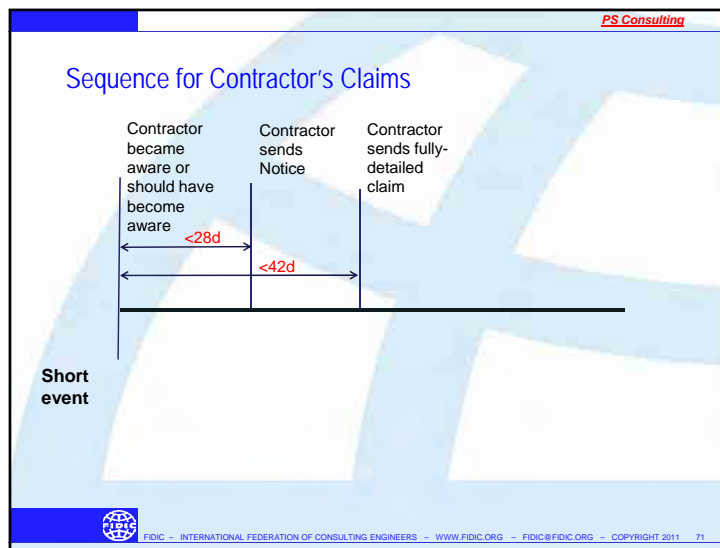 PS Consulting
Sequence for Contractor's Claims
Contractor
became
aware or
should have
become
aware
Contractor
sends
Notice
Contractor
sends fully-
detailed
claim
<28d
<42d
Short
event
FIDIC
FIDIC – INTERNATIONAL FEDERATION OF CONSULTING ENGINEERS – WWW.FIDIC.ORG – FIDIC@FIDIC.ORG – COPYRIGHT 2011 71